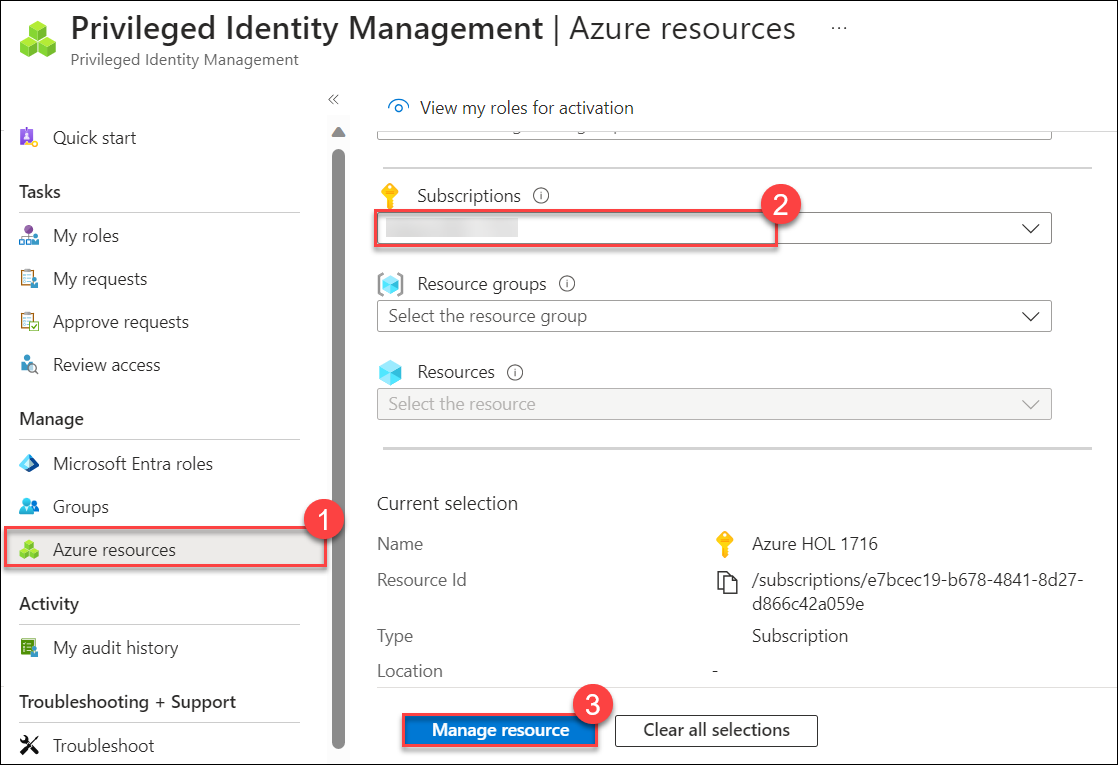 Privileged Identity Management | Azure resources ...
Privileged Identity Management
«
Quick start
Tasks
My roles
My requests
Approve requests
Review access
Manage
Microsoft Entra roles
Groups
1
Azure resources
Activity
My audit history
Troubleshooting + Support
Troubleshoot
View my roles for activation
Subscriptions
2
Resource groups
Select the resource group
Resources
Select the resource
Current selection
Name Azure HOL 1716
Resource Id /subscriptions/e7bcec19-b678-4841-8d27-
d866c42a059e
Type Subscription
Location -
3
Manage resource Clear all selections